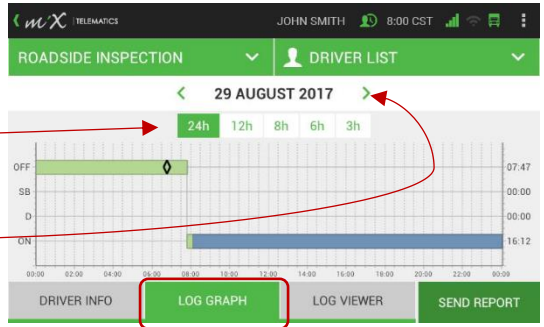 miX TELEMATICS JOHN SMITH 8:00 CST
ROADSIDE INSPECTION DRIVER LIST
29 AUGUST 2017
24h 12h 8h 6h 3h
OFF 07:47
SB 00:00
D 00:00
ON 16:12
00:00 02:00 04:00 06:00 08:00 10:00 12:00 14:00 16:00 18:00 20:00 22:00 00:00
DRIVER INFO LOG GRAPH LOG VIEWER SEND REPORT